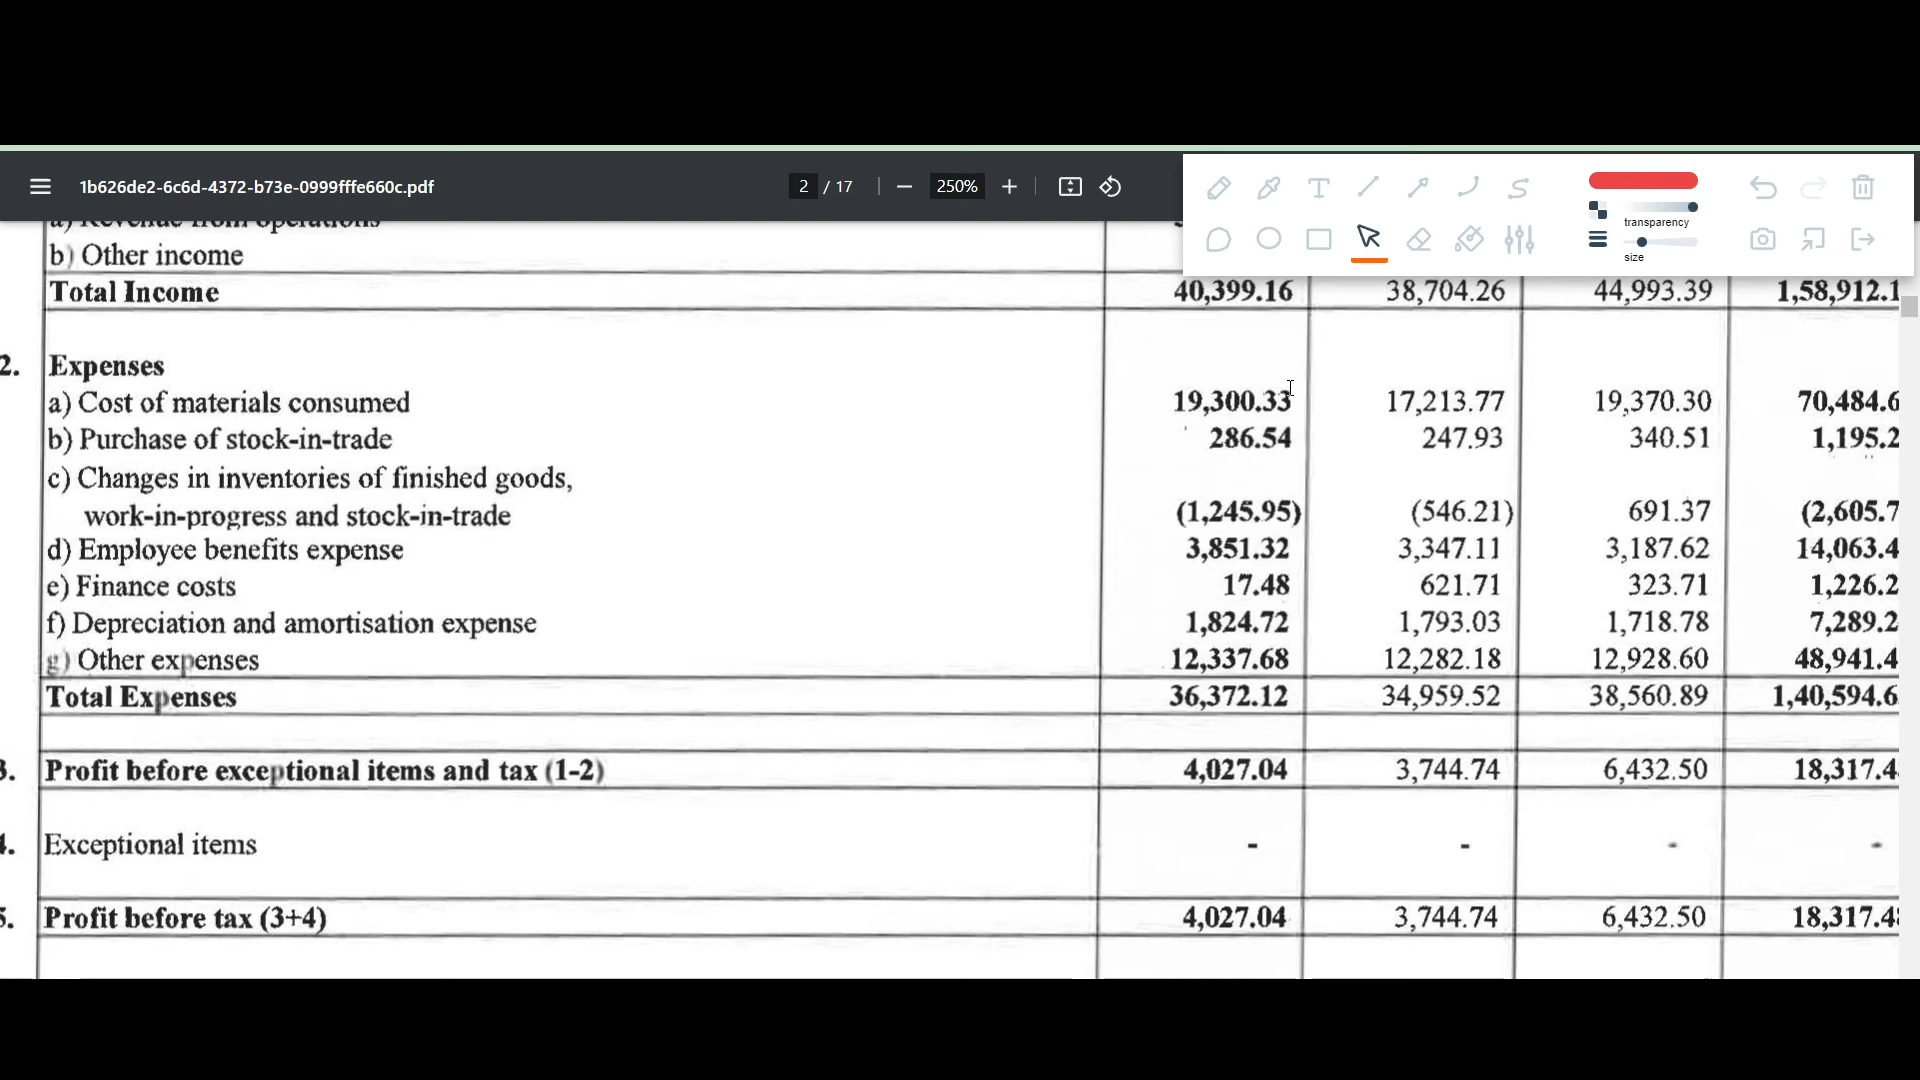 1b626de2-6c6d-4372-b73e-0999fffe660c.pdf 2 / 17 250%
transparency
size
a) Revenue from operations
b) Other income
Total Income 40,399.16 38,704.26 44,993.39 1,58,912.1
2. Expenses
a) Cost of materials consumed 19,300.33 17,213.77 19,370.30 70,484.6
b) Purchase of stock-in-trade 286.54 247.93 340.51 1,195.2
c) Changes in inventories of finished goods,
work-in-progress and stock-in-trade (1,245.95) (546.21) 691.37 (2,605.7
d) Employee benefits expense 3,851.32 3,347.11 3,187.62 14,063.4
e) Finance costs 17.48 621.71 323.71 1,226.2
f) Depreciation and amortisation expense 1,824.72 1,793.03 1,718.78 7,289.2
g) Other expenses 12,337.68 12,282.18 12,928.60 48,941.4
Total Expenses 36,372.12 34,959.52 38,560.89 1,40,594.6
3. Profit before exceptional items and tax (1-2) 4,027.04 3,744.74 6,432.50 18,317.4
4. Exceptional items - - - -
5. Profit before tax (3+4) 4,027.04 3,744.74 6,432.50 18,317.48